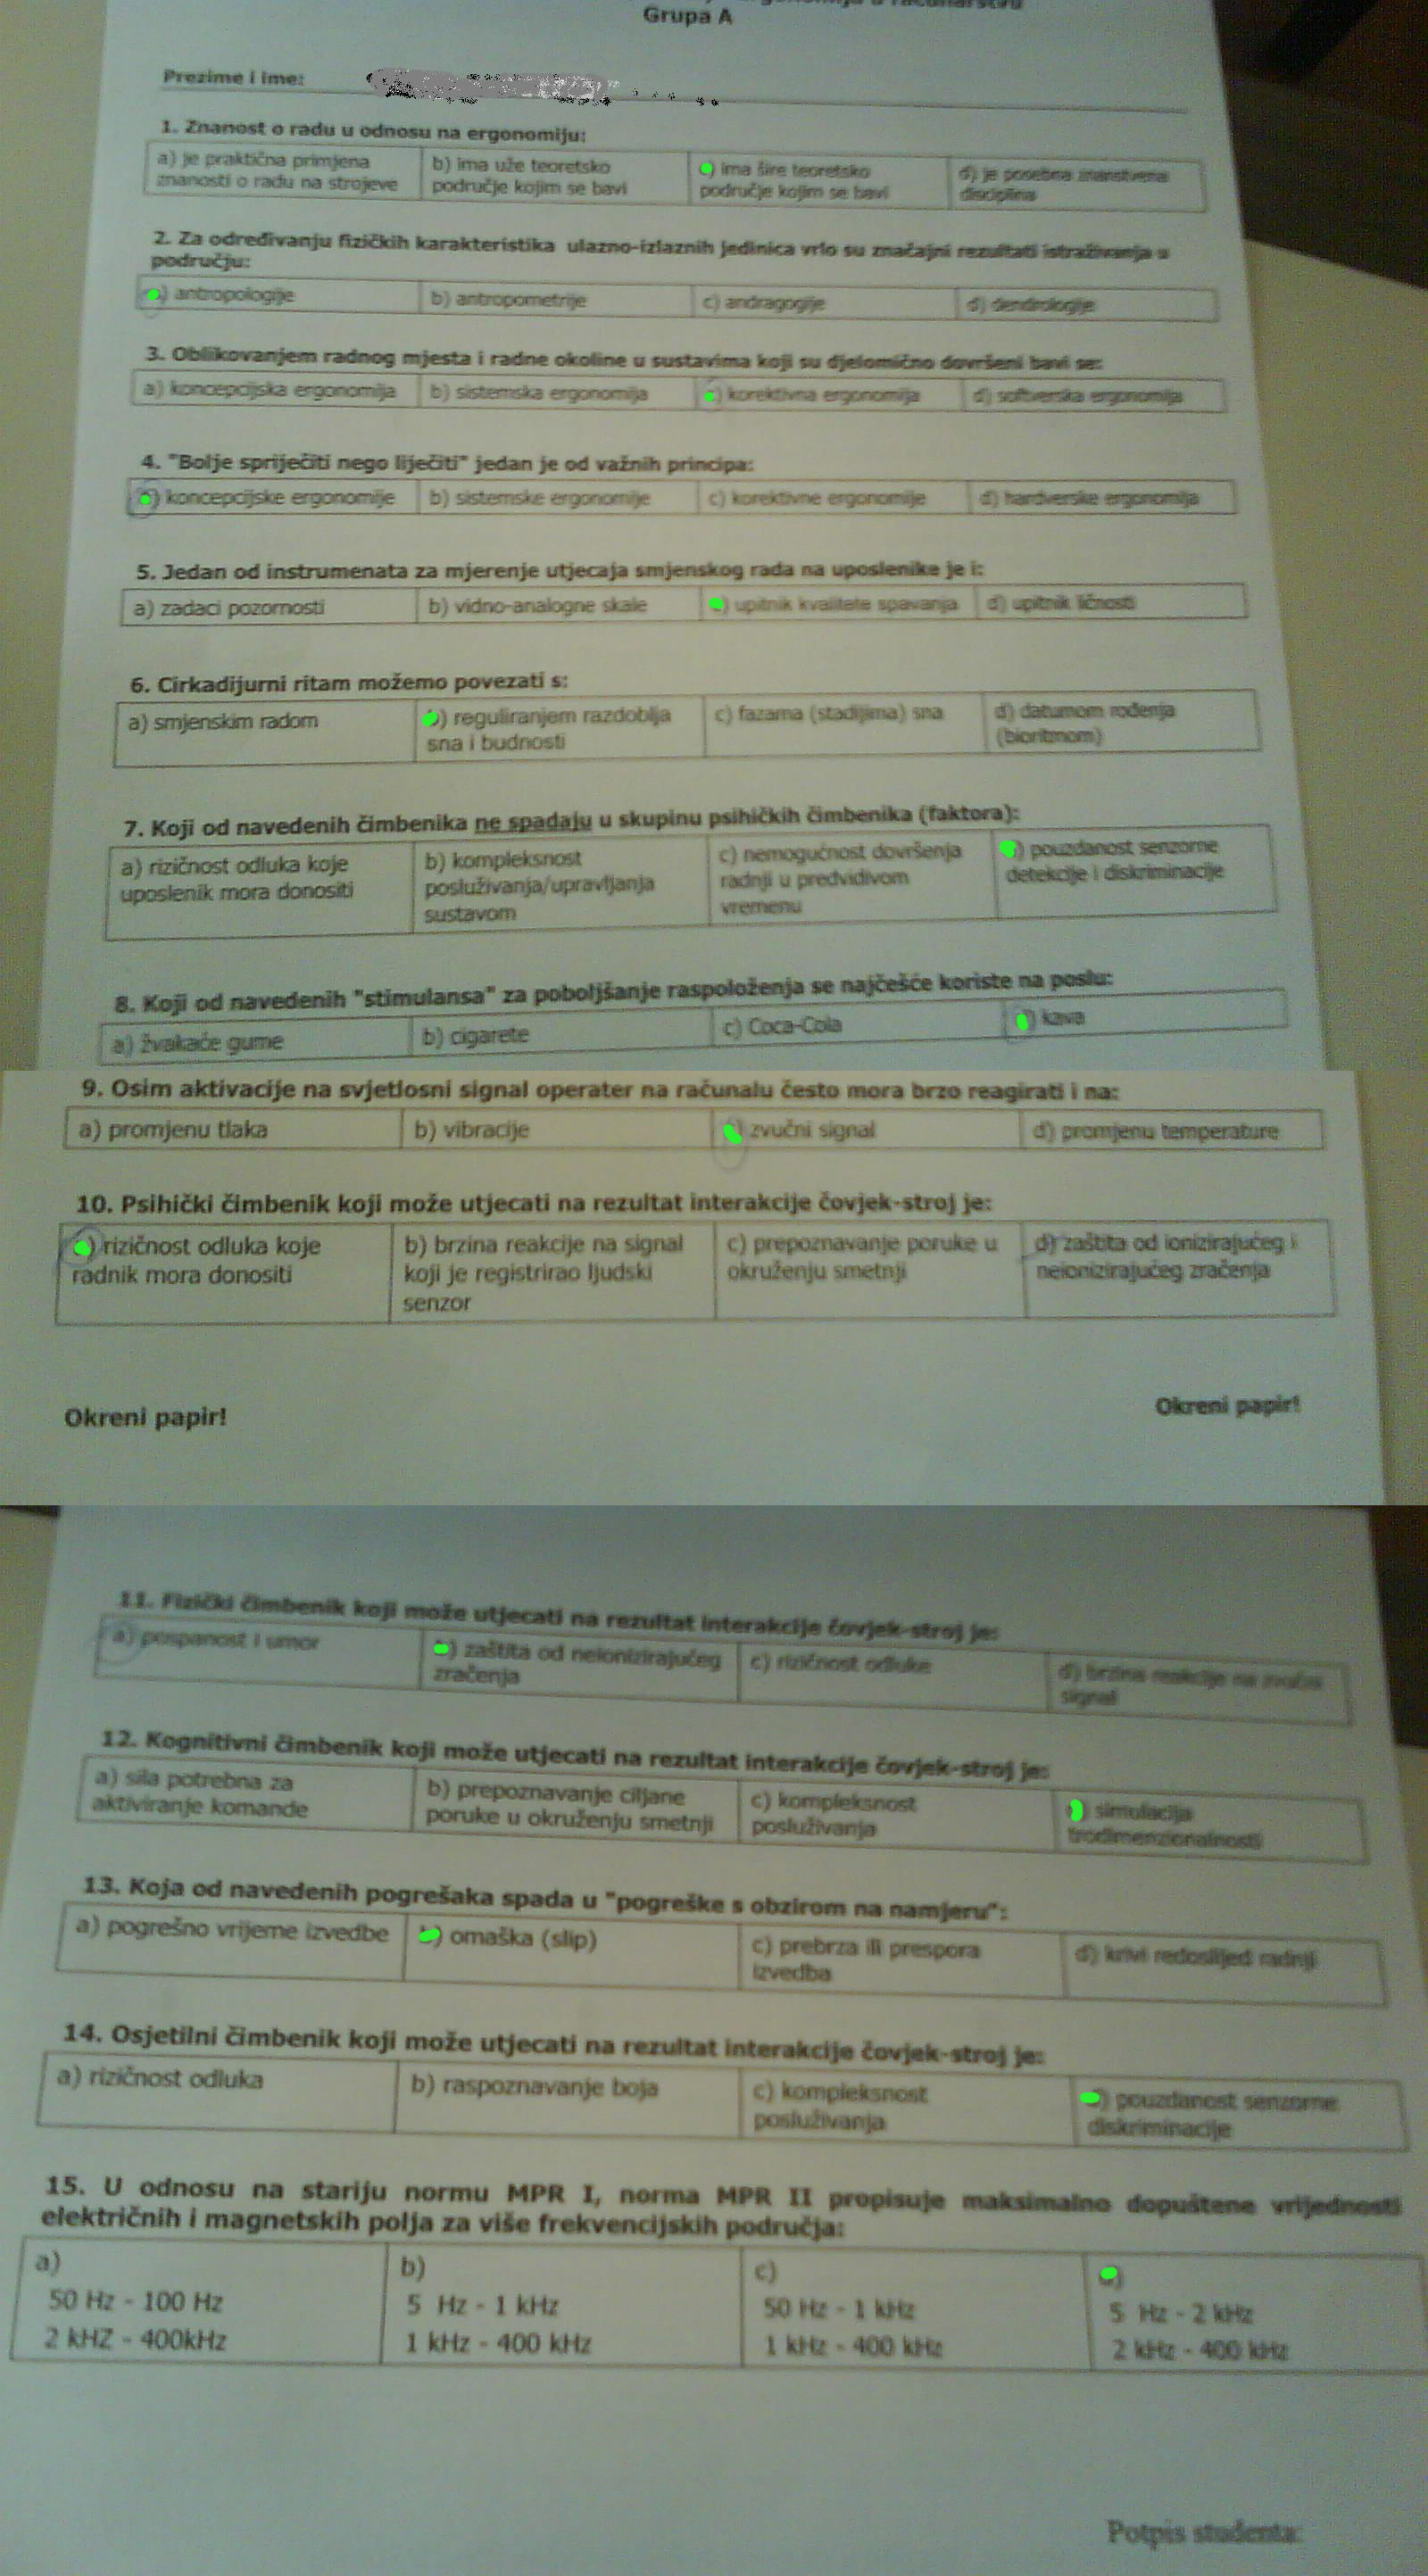 Grupa A
Prezime i ime:
1. Znanost o radu u odnosu na ergonomiju:
a) je praktična primjena znanosti o radu na strojeve
b) ima uže teoretsko područje kojim se bavi
) ima šire teoretsko područje kojim se bavi
d) je posebna znanstvena disciplina
2. Za određivanju fizičkih karakteristika ulazno-izlaznih jedinica vrlo su značajni rezultati istraživanja u
području:
) antropologije
b) antropometrije
c) andragogije
d) dendrologije
3. Oblikovanjem radnog mjesta i radne okoline u sustavima koji su djelomično dovršeni bavi se:
a) koncepcijska ergonomija
b) sistemska ergonomija
) korektivna ergonomija
d) softverska ergonomija
4. "Bolje spriječiti nego liječiti" jedan je od važnih principa:
) koncepcijske ergonomije
b) sistemske ergonomije
c) korektivne ergonomije
d) hardverske ergonomija
5. Jedan od instrumenata za mjerenje utjecaja smjenskog rada na uposlenike je i:
a) zadaci pozornosti
b) vidno-analogne skale
) upitnik kvalitete spavanja
d) upitnik ličnosti
6. Cirkadijurni ritam možemo povezati s:
a) smjenskim radom
) reguliranjem razdoblja sna i budnosti
c) fazama (stadijima) sna
d) datumom rođenja (bioritmom)
7. Koji od navedenih čimbenika ne spadaju u skupinu psihičkih čimbenika (faktora):
a) rizičnost odluka koje uposlenik mora donositi
b) kompleksnost posluživanja/upravljanja sustavom
c) nemogućnost dovršenja radnji u predvidivom vremenu
) pouzdanost senzorne detekcije i diskriminacije
8. Koji od navedenih "stimulansa" za poboljšanje raspoloženja se najčešće koriste na poslu:
a) žvakaće gume
b) cigarete
c) Coca-Cola
) kava
9. Osim aktivacije na svjetlosni signal operater na računalu često mora brzo reagirati i na:
a) promjenu tlaka
b) vibracije
) zvučni signal
d) promjenu temperature
10. Psihički čimbenik koji može utjecati na rezultat interakcije čovjek-stroj je:
) rizičnost odluka koje radnik mora donositi
b) brzina reakcije na signal koji je registrirao ljudski senzor
c) prepoznavanje poruke u okruženju smetnji
d) zaštita od ionizirajućeg i neionizirajućeg zračenja
Okreni papir!
Okreni papir!
11. Fizički čimbenik koji može utjecati na rezultat interakcije čovjek-stroj je:
a) pospanost i umor
) zaštita od neionizirajućeg zračenja
c) rizičnost odluke
d) brzina reakcije na zvučni signal
12. Kognitivni čimbenik koji može utjecati na rezultat interakcije čovjek-stroj je:
a) sila potrebna za aktiviranje komande
b) prepoznavanje ciljane poruke u okruženju smetnji
c) kompleksnost posluživanja
) simulacija trodimenzionalnosti
13. Koja od navedenih pogrešaka spada u "pogreške s obzirom na namjeru":
a) pogrešno vrijeme izvedbe
) omaška (slip)
c) prebrza ili prespora izvedba
d) krivi redoslijed radnji
14. Osjetilni čimbenik koji može utjecati na rezultat interakcije čovjek-stroj je:
a) rizičnost odluka
b) raspoznavanje boja
c) kompleksnost posluživanja
) pouzdanost senzorne diskriminacije
15. U odnosu na stariju normu MPR I, norma MPR II propisuje maksimalno dopuštene vrijednosti
električnih i magnetskih polja za više frekvencijskih područja:
a)
50 Hz - 100 Hz
2 kHZ - 400kHz
b)
5 Hz - 1 kHz
1 kHz - 400 kHz
c)
50 Hz - 1 kHz
1 kHz - 400 kHz
)
5 Hz - 2 kHz
2 kHz - 400 kHz
Potpis studenta: